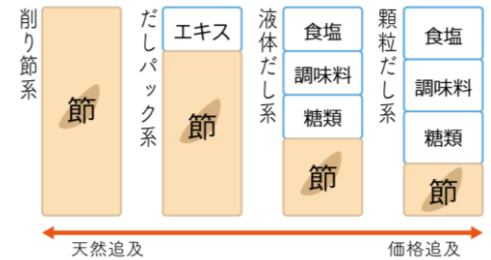 削り節系
節
だしパック系
エキス
節
液体だし系
食塩
調味料
糖類
節
顆粒だし系
食塩
調味料
糖類
節
天然追及
価格追及